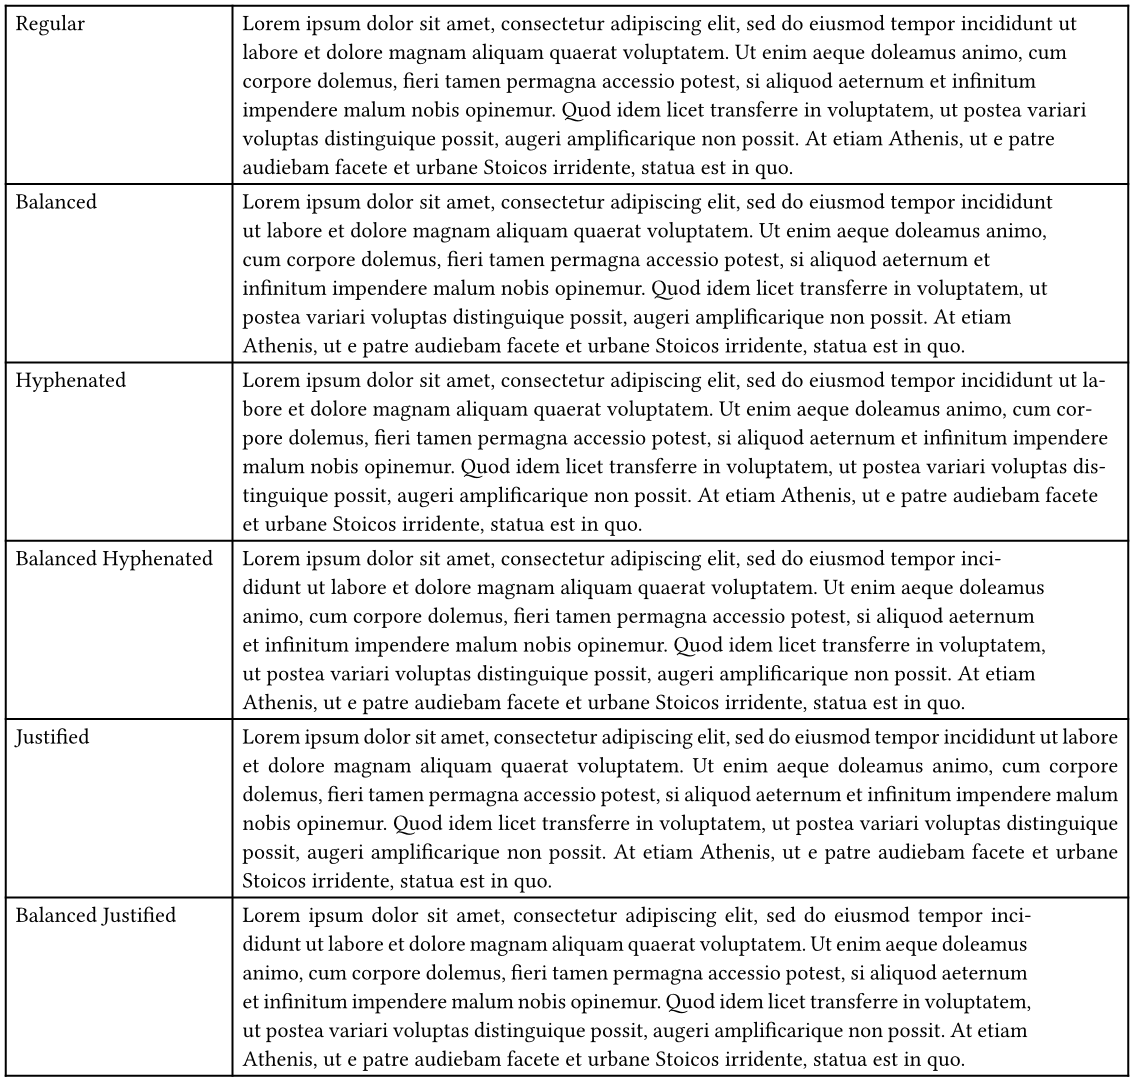 Regular
Lorem ipsum dolor sit amet, consectetur adipiscing elit, sed do eiusmod tempor incididunt ut
labore et dolore magnam aliquam quaerat voluptatem. Ut enim aeque doleamus animo, cum
corpore dolemus, fieri tamen permagna accessio potest, si aliquod aeternum et infinitum
impendere malum nobis opinemur. Quod idem licet transferre in voluptatem, ut postea variari
voluptas distinguique possit, augeri amplificarique non possit. At etiam Athenis, ut e patre
audiebam facete et urbane Stoicos irridente, statua est in quo.
Balanced
Lorem ipsum dolor sit amet, consectetur adipiscing elit, sed do eiusmod tempor incididunt
ut labore et dolore magnam aliquam quaerat voluptatem. Ut enim aeque doleamus animo,
cum corpore dolemus, fieri tamen permagna accessio potest, si aliquod aeternum et
infinitum impendere malum nobis opinemur. Quod idem licet transferre in voluptatem, ut
postea variari voluptas distinguique possit, augeri amplificarique non possit. At etiam
Athenis, ut e patre audiebam facete et urbane Stoicos irridente, statua est in quo.
Hyphenated
Lorem ipsum dolor sit amet, consectetur adipiscing elit, sed do eiusmod tempor incididunt ut la-
bore et dolore magnam aliquam quaerat voluptatem. Ut enim aeque doleamus animo, cum cor-
pore dolemus, fieri tamen permagna accessio potest, si aliquod aeternum et infinitum impendere
malum nobis opinemur. Quod idem licet transferre in voluptatem, ut postea variari voluptas dis-
tinguique possit, augeri amplificarique non possit. At etiam Athenis, ut e patre audiebam facete
et urbane Stoicos irridente, statua est in quo.
Balanced Hyphenated
Lorem ipsum dolor sit amet, consectetur adipiscing elit, sed do eiusmod tempor inci-
didunt ut labore et dolore magnam aliquam quaerat voluptatem. Ut enim aeque doleamus
animo, cum corpore dolemus, fieri tamen permagna accessio potest, si aliquod aeternum
et infinitum impendere malum nobis opinemur. Quod idem licet transferre in voluptatem,
ut postea variari voluptas distinguique possit, augeri amplificarique non possit. At etiam
Athenis, ut e patre audiebam facete et urbane Stoicos irridente, statua est in quo.
Justified
Lorem ipsum dolor sit amet, consectetur adipiscing elit, sed do eiusmod tempor incididunt ut labore
et dolore magnam aliquam quaerat voluptatem. Ut enim aeque doleamus animo, cum corpore
dolemus, fieri tamen permagna accessio potest, si aliquod aeternum et infinitum impendere malum
nobis opinemur. Quod idem licet transferre in voluptatem, ut postea variari voluptas distinguique
possit, augeri amplificarique non possit. At etiam Athenis, ut e patre audiebam facete et urbane
Stoicos irridente, statua est in quo.
Balanced Justified
Lorem ipsum dolor sit amet, consectetur adipiscing elit, sed do eiusmod tempor inci-
didunt ut labore et dolore magnam aliquam quaerat voluptatem. Ut enim aeque doleamus
animo, cum corpore dolemus, fieri tamen permagna accessio potest, si aliquod aeternum
et infinitum impendere malum nobis opinemur. Quod idem licet transferre in voluptatem,
ut postea variari voluptas distinguique possit, augeri amplificarique non possit. At etiam
Athenis, ut e patre audiebam facete et urbane Stoicos irridente, statua est in quo.